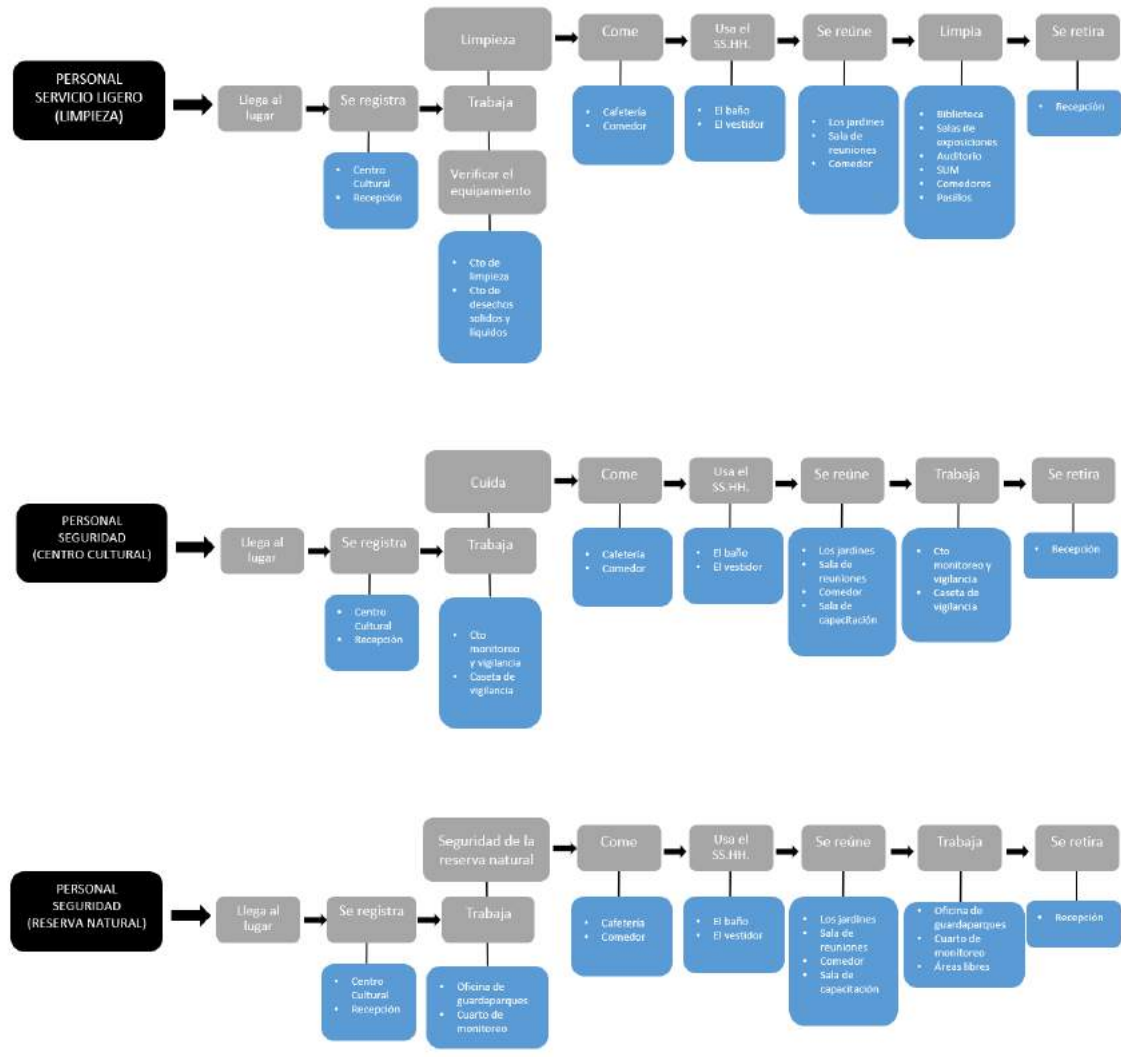 PERSONAL
SERVICIO LIGERO
(LIMPIEZA)
Llega al
lugar
Se registra
• Centro
Cultural
• Recepción
Limpieza
Trabaja
Verificar el
equipamiento
• Cto de
limpieza
• Cto de
desechos
solidos y
líquidos
Come
• Cafetería
• Comedor
Usa el
SS.HH.
• El baño
• El vestidor
Se reúne
• Los jardines
• Sala de
reuniones
• Comedor
Limpia
• Biblioteca
• Salas de
exposiciones
• Auditorio
• SUM
• Comedores
• Pasillos
Se retira
• Recepción
PERSONAL
SEGURIDAD
(CENTRO CULTURAL)
Llega al
lugar
Se registra
• Centro
Cultural
• Recepción
Cuida
Trabaja
• Cto
monitoreo
y vigilancia
• Caseta de
vigilancia
Come
• Cafetería
• Comedor
Usa el
SS.HH.
• El baño
• El vestidor
Se reúne
• Los jardines
• Sala de
reuniones
• Comedor
• Sala de
capacitación
Trabaja
• Cto
monitoreo y
vigilancia
• Caseta de
vigilancia
Se retira
• Recepción
PERSONAL
SEGURIDAD
(RESERVA NATURAL)
Llega al
lugar
Se registra
• Centro
Cultural
• Recepción
Seguridad de la
reserva natural
Trabaja
• Oficina de
guardaparques
• Cuarto de
monitoreo
Come
• Cafetería
• Comedor
Usa el
SS.HH.
• El baño
• El vestidor
Se reúne
• Los jardines
• Sala de
reuniones
• Comedor
• Sala de
capacitación
Trabaja
• Oficina de
guardaparques
• Cuarto de
monitoreo
• Áreas libres
Se retira
• Recepción